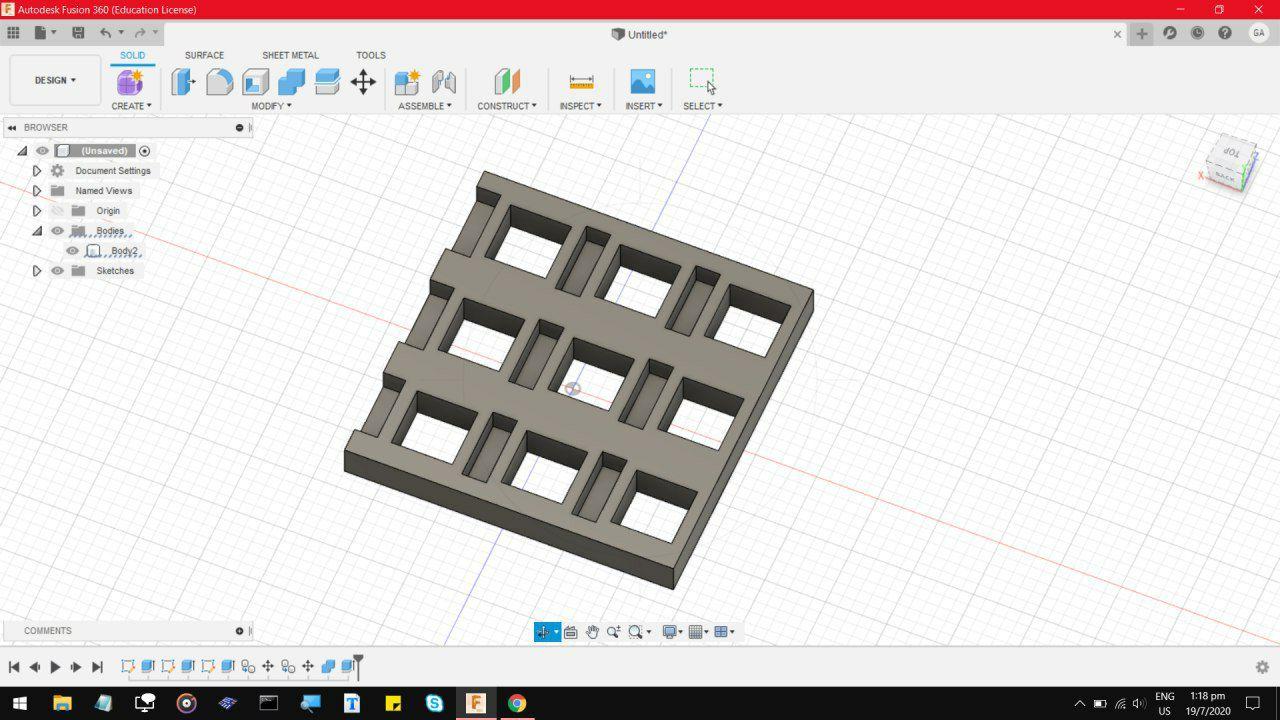 Autodesk Fusion 360 (Education License)
Untitled*
GA
SOLID SURFACE SHEET METAL TOOLS
DESIGN
CREATE MODIFY ASSEMBLE CONSTRUCT INSPECT INSERT SELECT
BROWSER
(Unsaved)
Document Settings
Named Views
Origin
Bodies
Body2
Sketches
TOP
BACK
X
COMMENTS
ENG
US
1:18 pm
19/7/2020